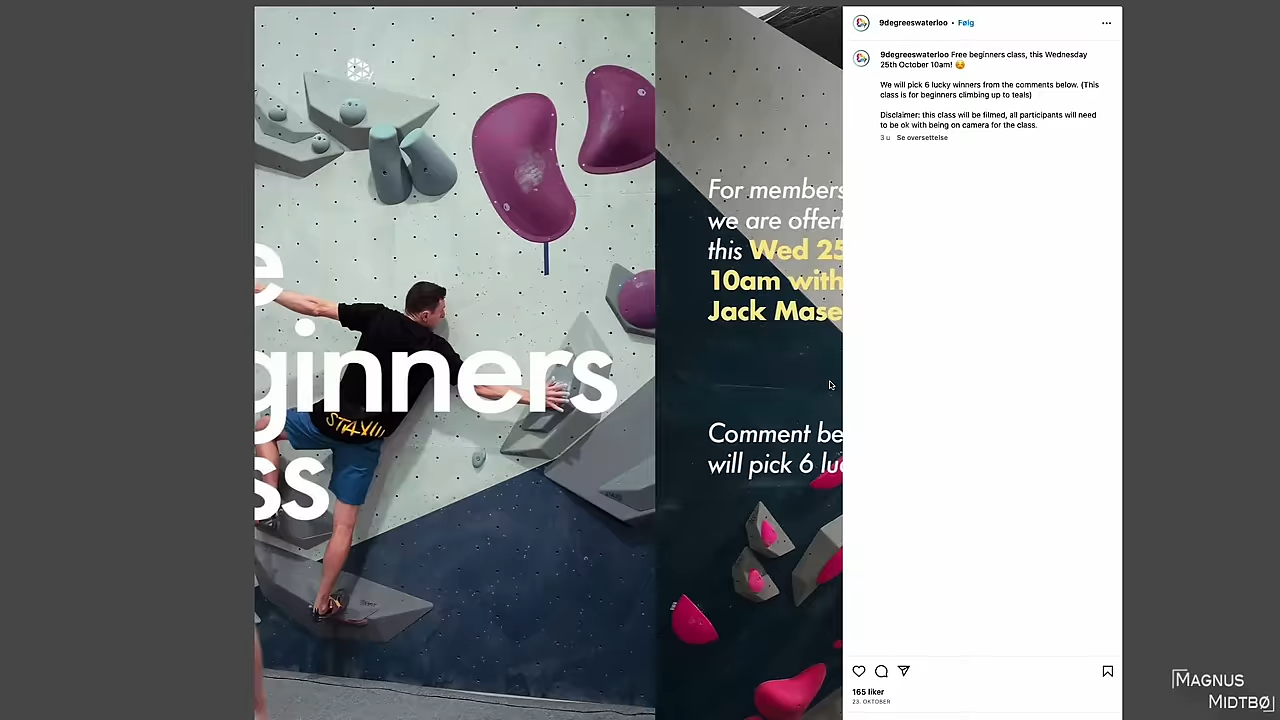 e
ginners
ss
STAY
For members
we are offeri
this Wed 25
10am with
Jack Mase
Comment be
will pick 6 luc
9degreeswaterloo • Følg
9degreeswaterloo Free beginners class, this Wednesday
25th October 10am! ☺️
We will pick 6 lucky winners from the comments below. (This
class is for beginners climbing up to teals)
Disclaimer: this class will be filmed, all participants will need
to be ok with being on camera for the class.
3 u Se oversettelse
165 liker
23. OKTOBER
MAGNUS
MIDTBØ